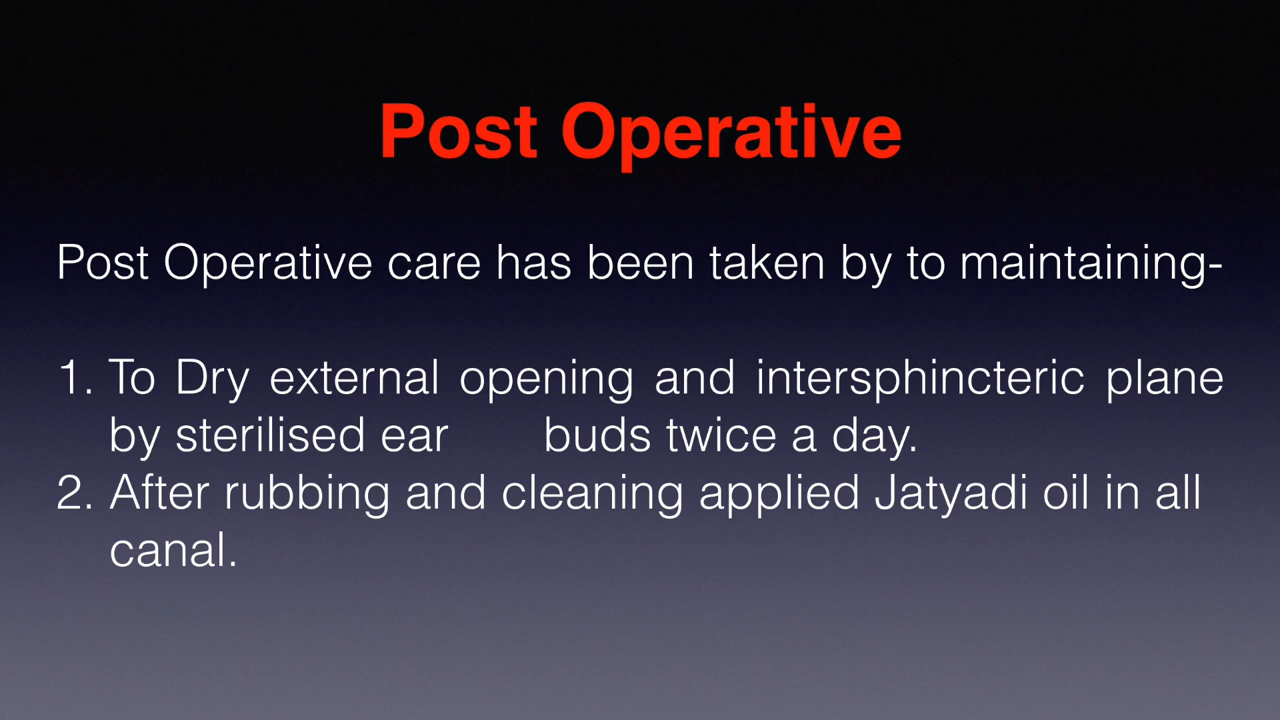 Post Operative
Post Operative care has been taken by to maintaining-
1. To Dry external opening and intersphincteric plane
by sterilised ear buds twice a day.
2. After rubbing and cleaning applied Jatyadi oil in all
canal.